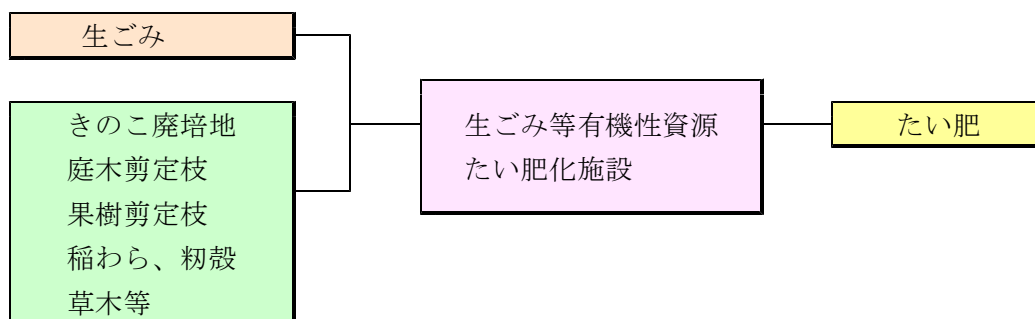 生ごみ
きのこ廃培地
庭木剪定枝
果樹剪定枝
稲わら、籾殻
草木等
生ごみ等有機性資源
たい肥化施設
たい肥